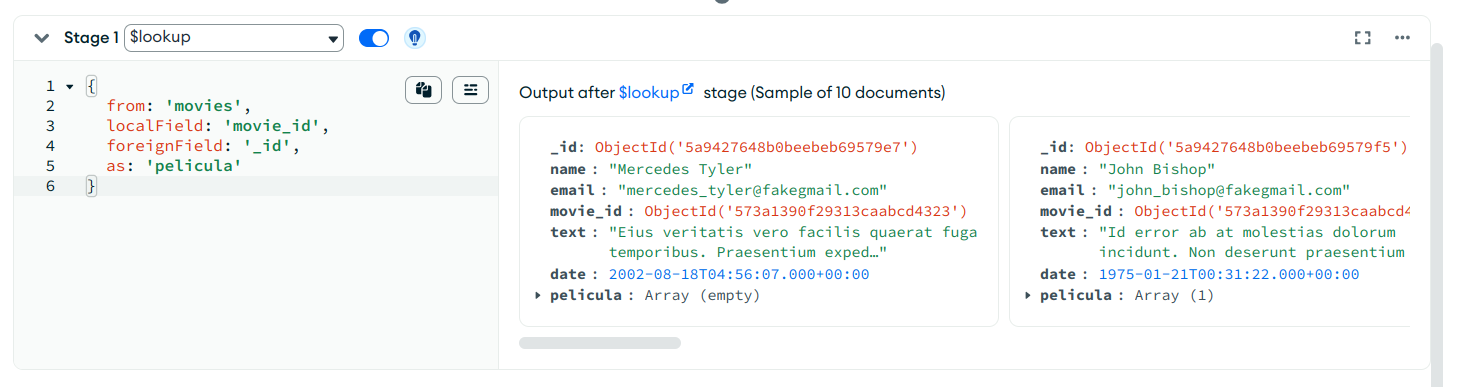 Stage 1 $lookup
1 {
2 from: 'movies',
3 localField: 'movie_id',
4 foreignField: '_id',
5 as: 'pelicula'
6 }
Output after $lookup stage (Sample of 10 documents)
_id: ObjectId('5a9427648b0beebeb69579e7')
name : "Mercedes Tyler"
email : "mercedes_tyler@fakegmail.com"
movie_id : ObjectId('573a1390f29313caabcd4323')
text : "Eius veritatis vero facilis quaerat fuga
temporibus. Praesentium exped…"
date : 2002-08-18T04:56:07.000+00:00
pelicula : Array (empty)
_id: ObjectId('5a9427648b0beebeb69579f5')
name : "John Bishop"
email : "john_bishop@fakegmail.com"
movie_id : ObjectId('573a1390f29313caabcd4
text : "Id error ab at molestias dolorum
incidunt. Non deserunt praesentium
date : 1975-01-21T00:31:22.000+00:00
pelicula : Array (1)